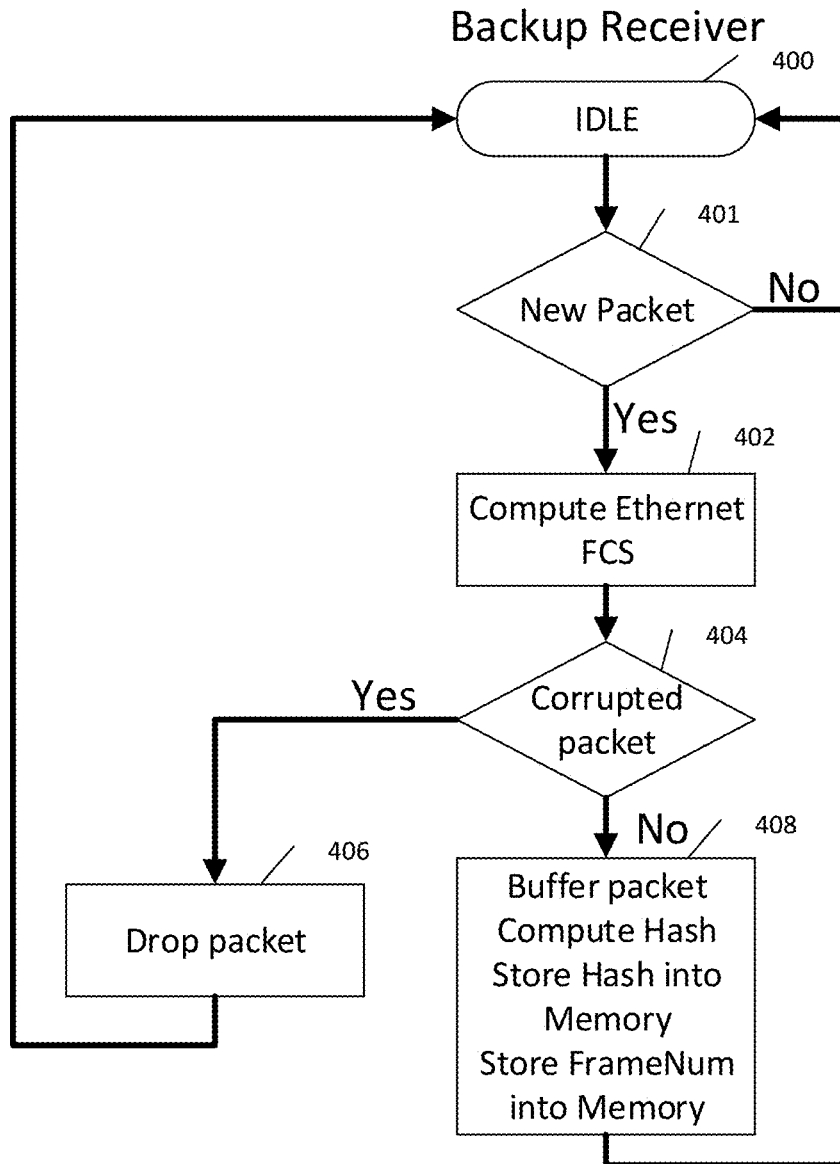 Backup Receiver
400
IDLE
401
New Packet
No
Yes
402
Compute Ethernet
FCS
404
Yes
Corrupted
packet
No
408
406
Drop packet
Buffer packet
Compute Hash
Store Hash into
Memory
Store FrameNum
into Memory